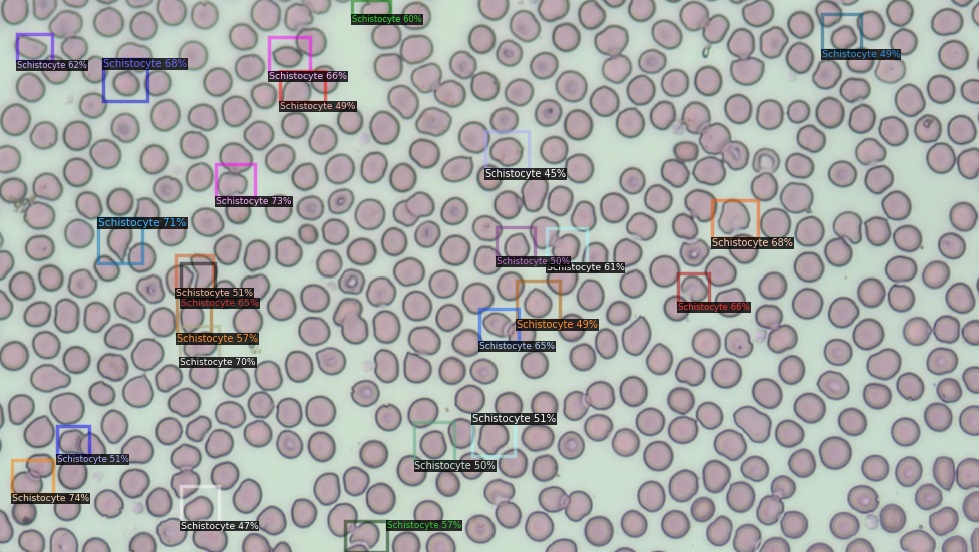 Schistocyte 60%
Schistocyte 49%
Schistocyte 62%
Schistocyte 68%
Schistocyte 66%
Schistocyte 49%
Schistocyte 45%
Schistocyte 73%
Schistocyte 71%
Schistocyte 68%
Schistocyte 50%
Schistocyte 61%
Schistocyte 51%
Schistocyte 65%
Schistocyte 66%
Schistocyte 57%
Schistocyte 49%
Schistocyte 65%
Schistocyte 70%
Schistocyte 51%
Schistocyte 51%
Schistocyte 50%
Schistocyte 74%
Schistocyte 47%
Schistocyte 57%